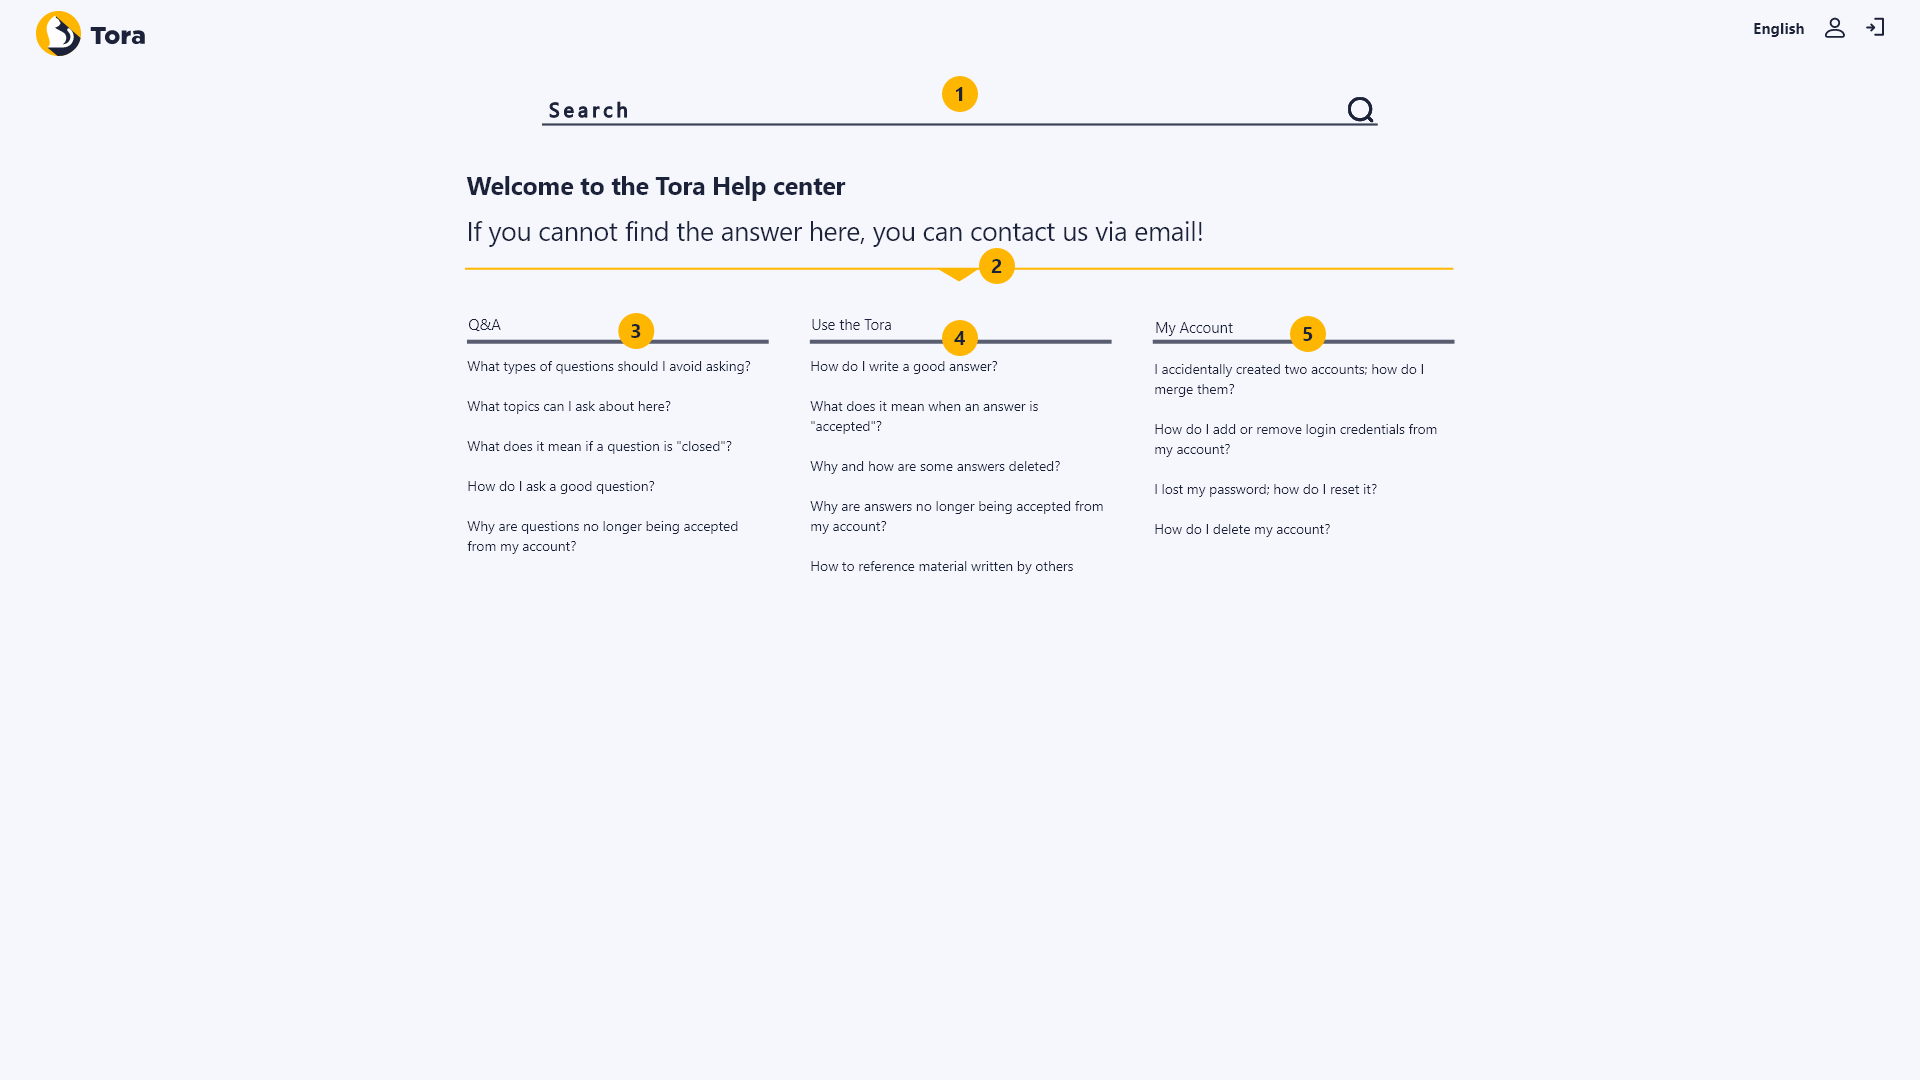 Tora
English
1
Search
Welcome to the Tora Help center
If you cannot find the answer here, you can contact us via email!
2
Q&A
3
What types of questions should I avoid asking?
What topics can I ask about here?
What does it mean if a question is "closed"?
How do I ask a good question?
Why are questions no longer being accepted
from my account?
Use the Tora
4
How do I write a good answer?
What does it mean when an answer is
"accepted"?
Why and how are some answers deleted?
Why are answers no longer being accepted from
my account?
How to reference material written by others
My Account
5
I accidentally created two accounts; how do I
merge them?
How do I add or remove login credentials from
my account?
I lost my password; how do I reset it?
How do I delete my account?